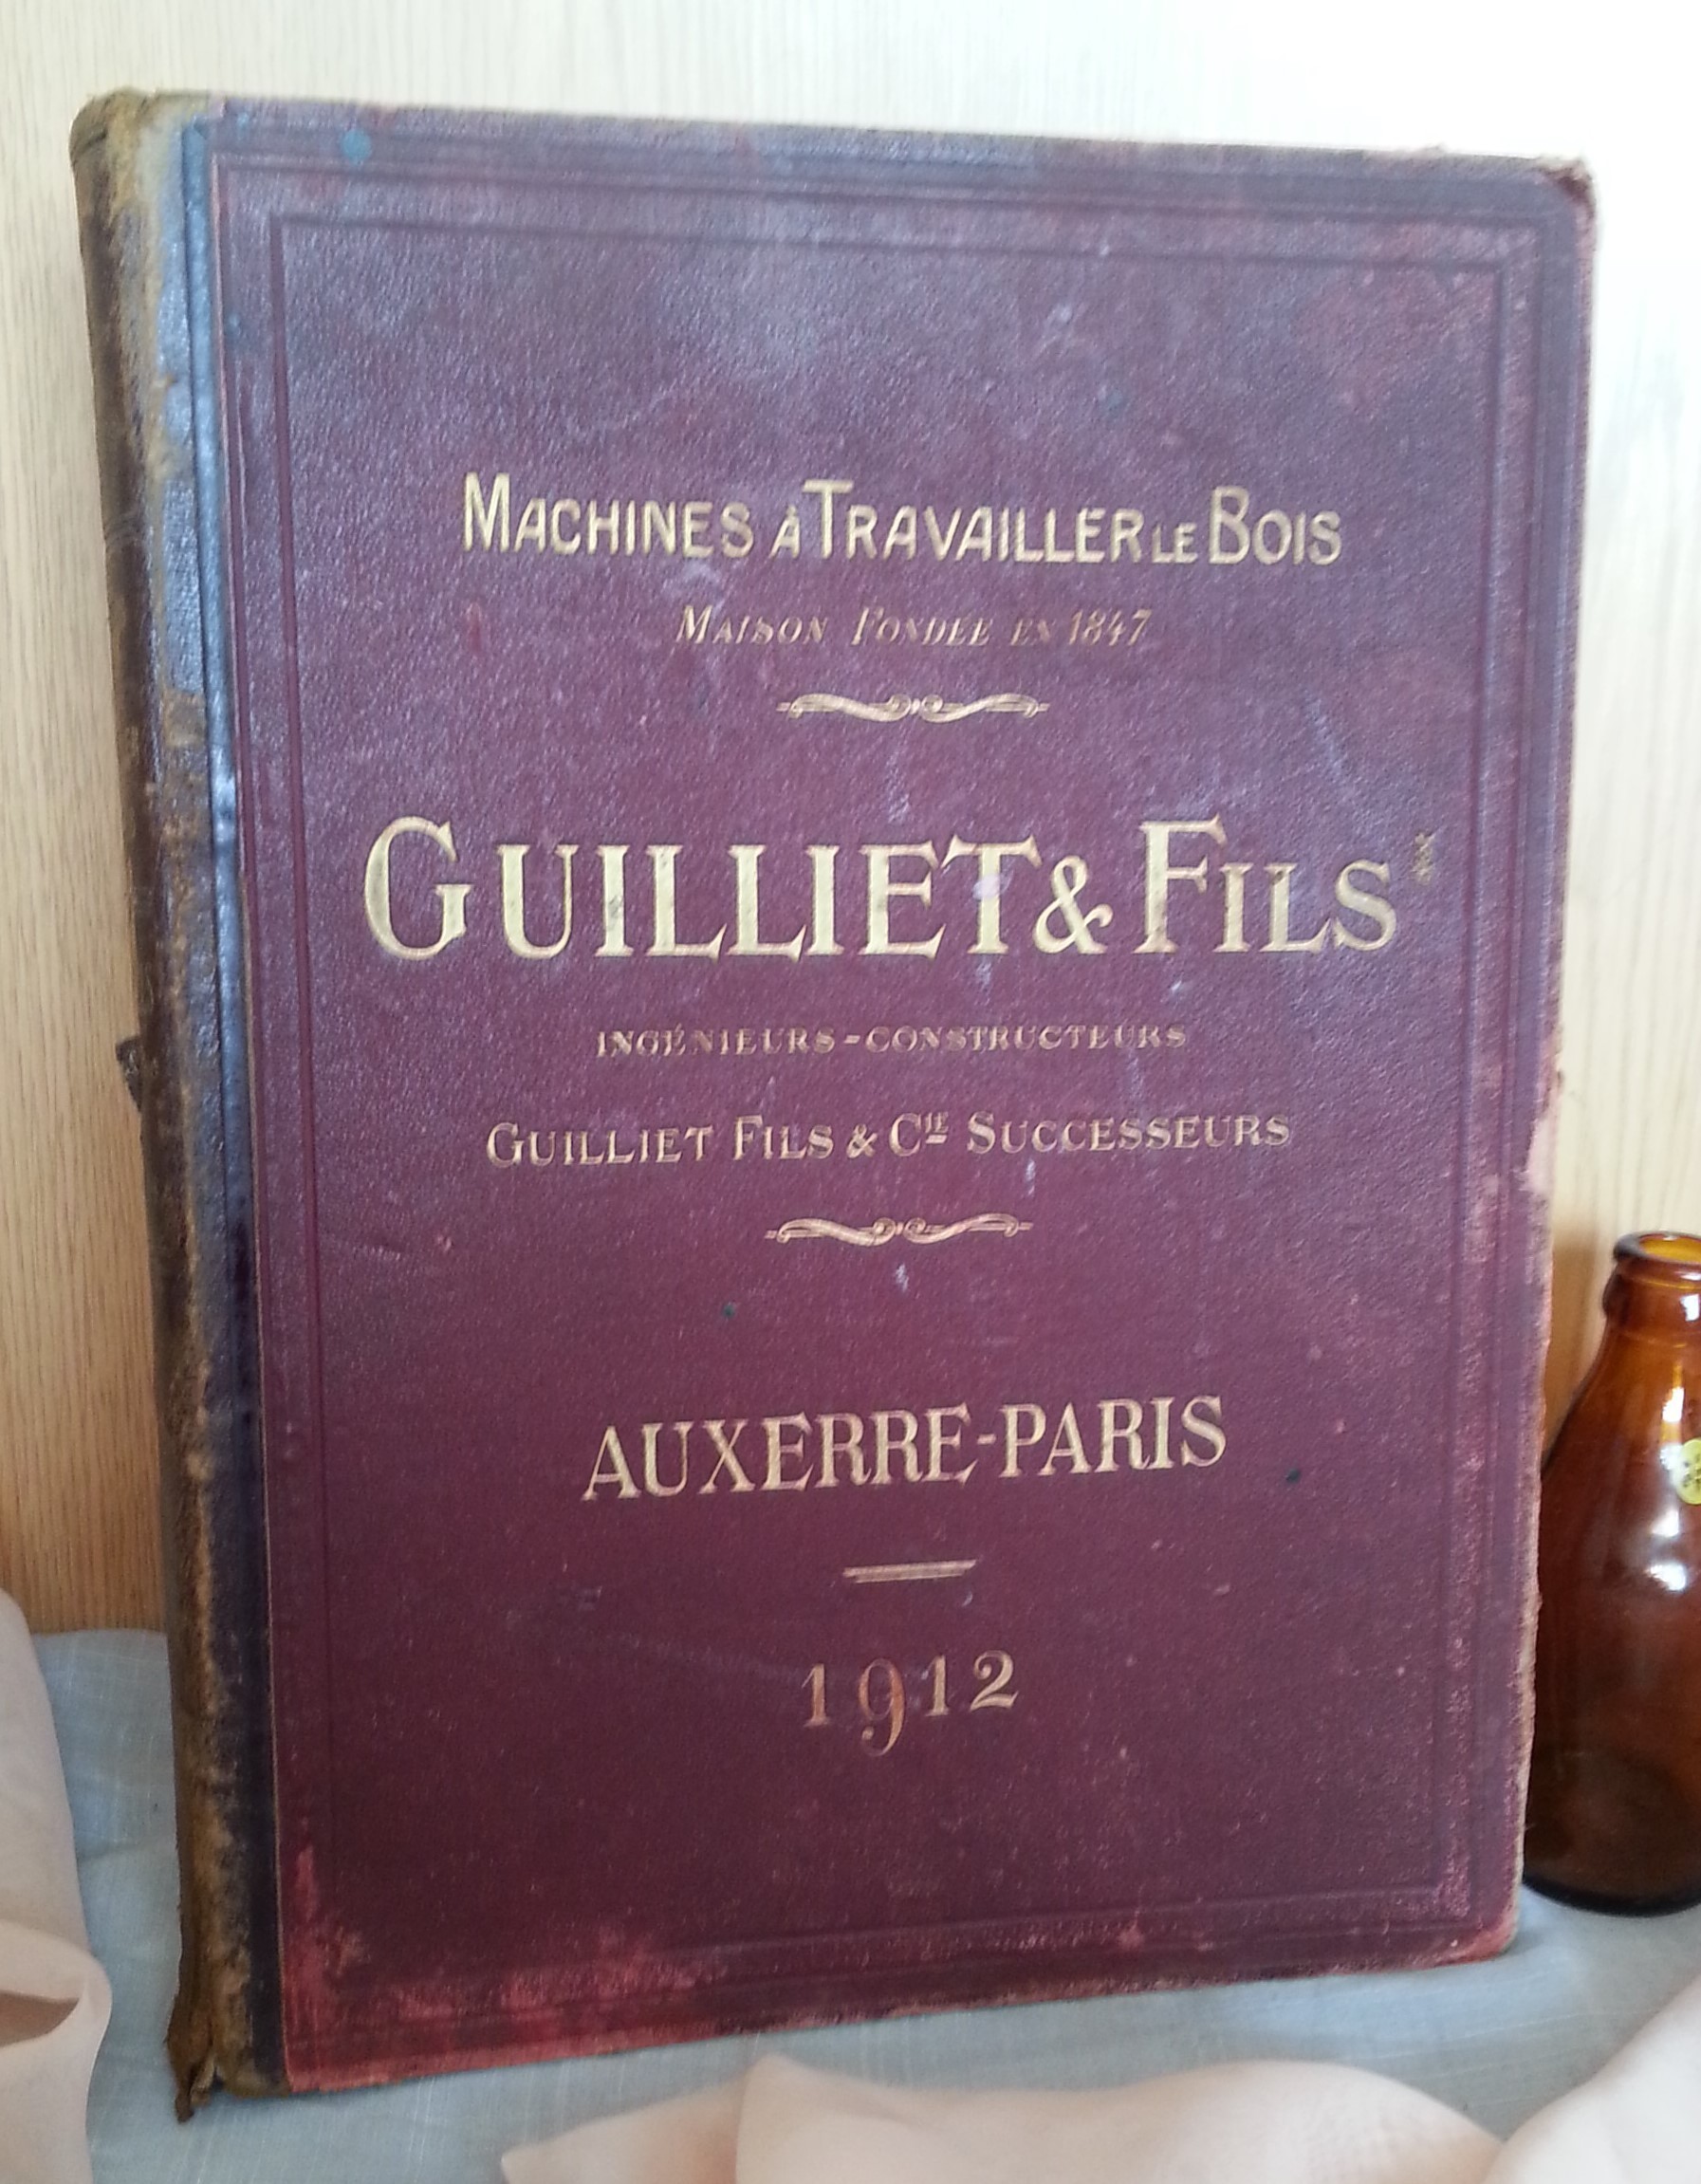 MACHINES À TRAVAILLER LE BOIS
MAISON FONDÉE EN 1847
GUILLIET & FILS
INGÉNIEURS-CONSTRUCTEURS
GUILLIET FILS & CIE SUCCESSEURS
AUXERRE-PARIS
1912